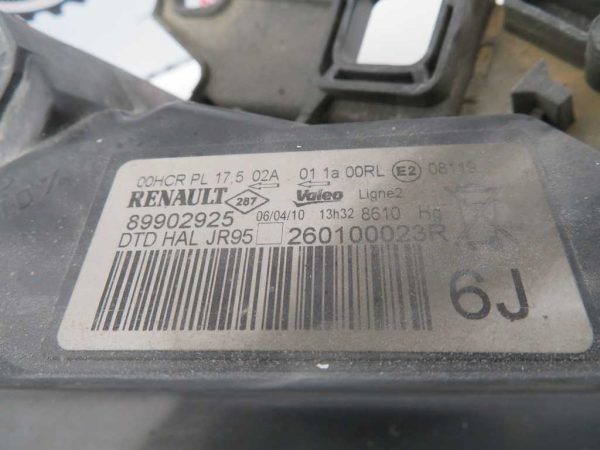 00HCR PL 17.5 02A 01 1a 00RL E2 08119
RENAULT 287 Valeo Ligne2
89902925 06/04/10 13h32 8610 Hg
DTD HAL JR95 260100023R
6J